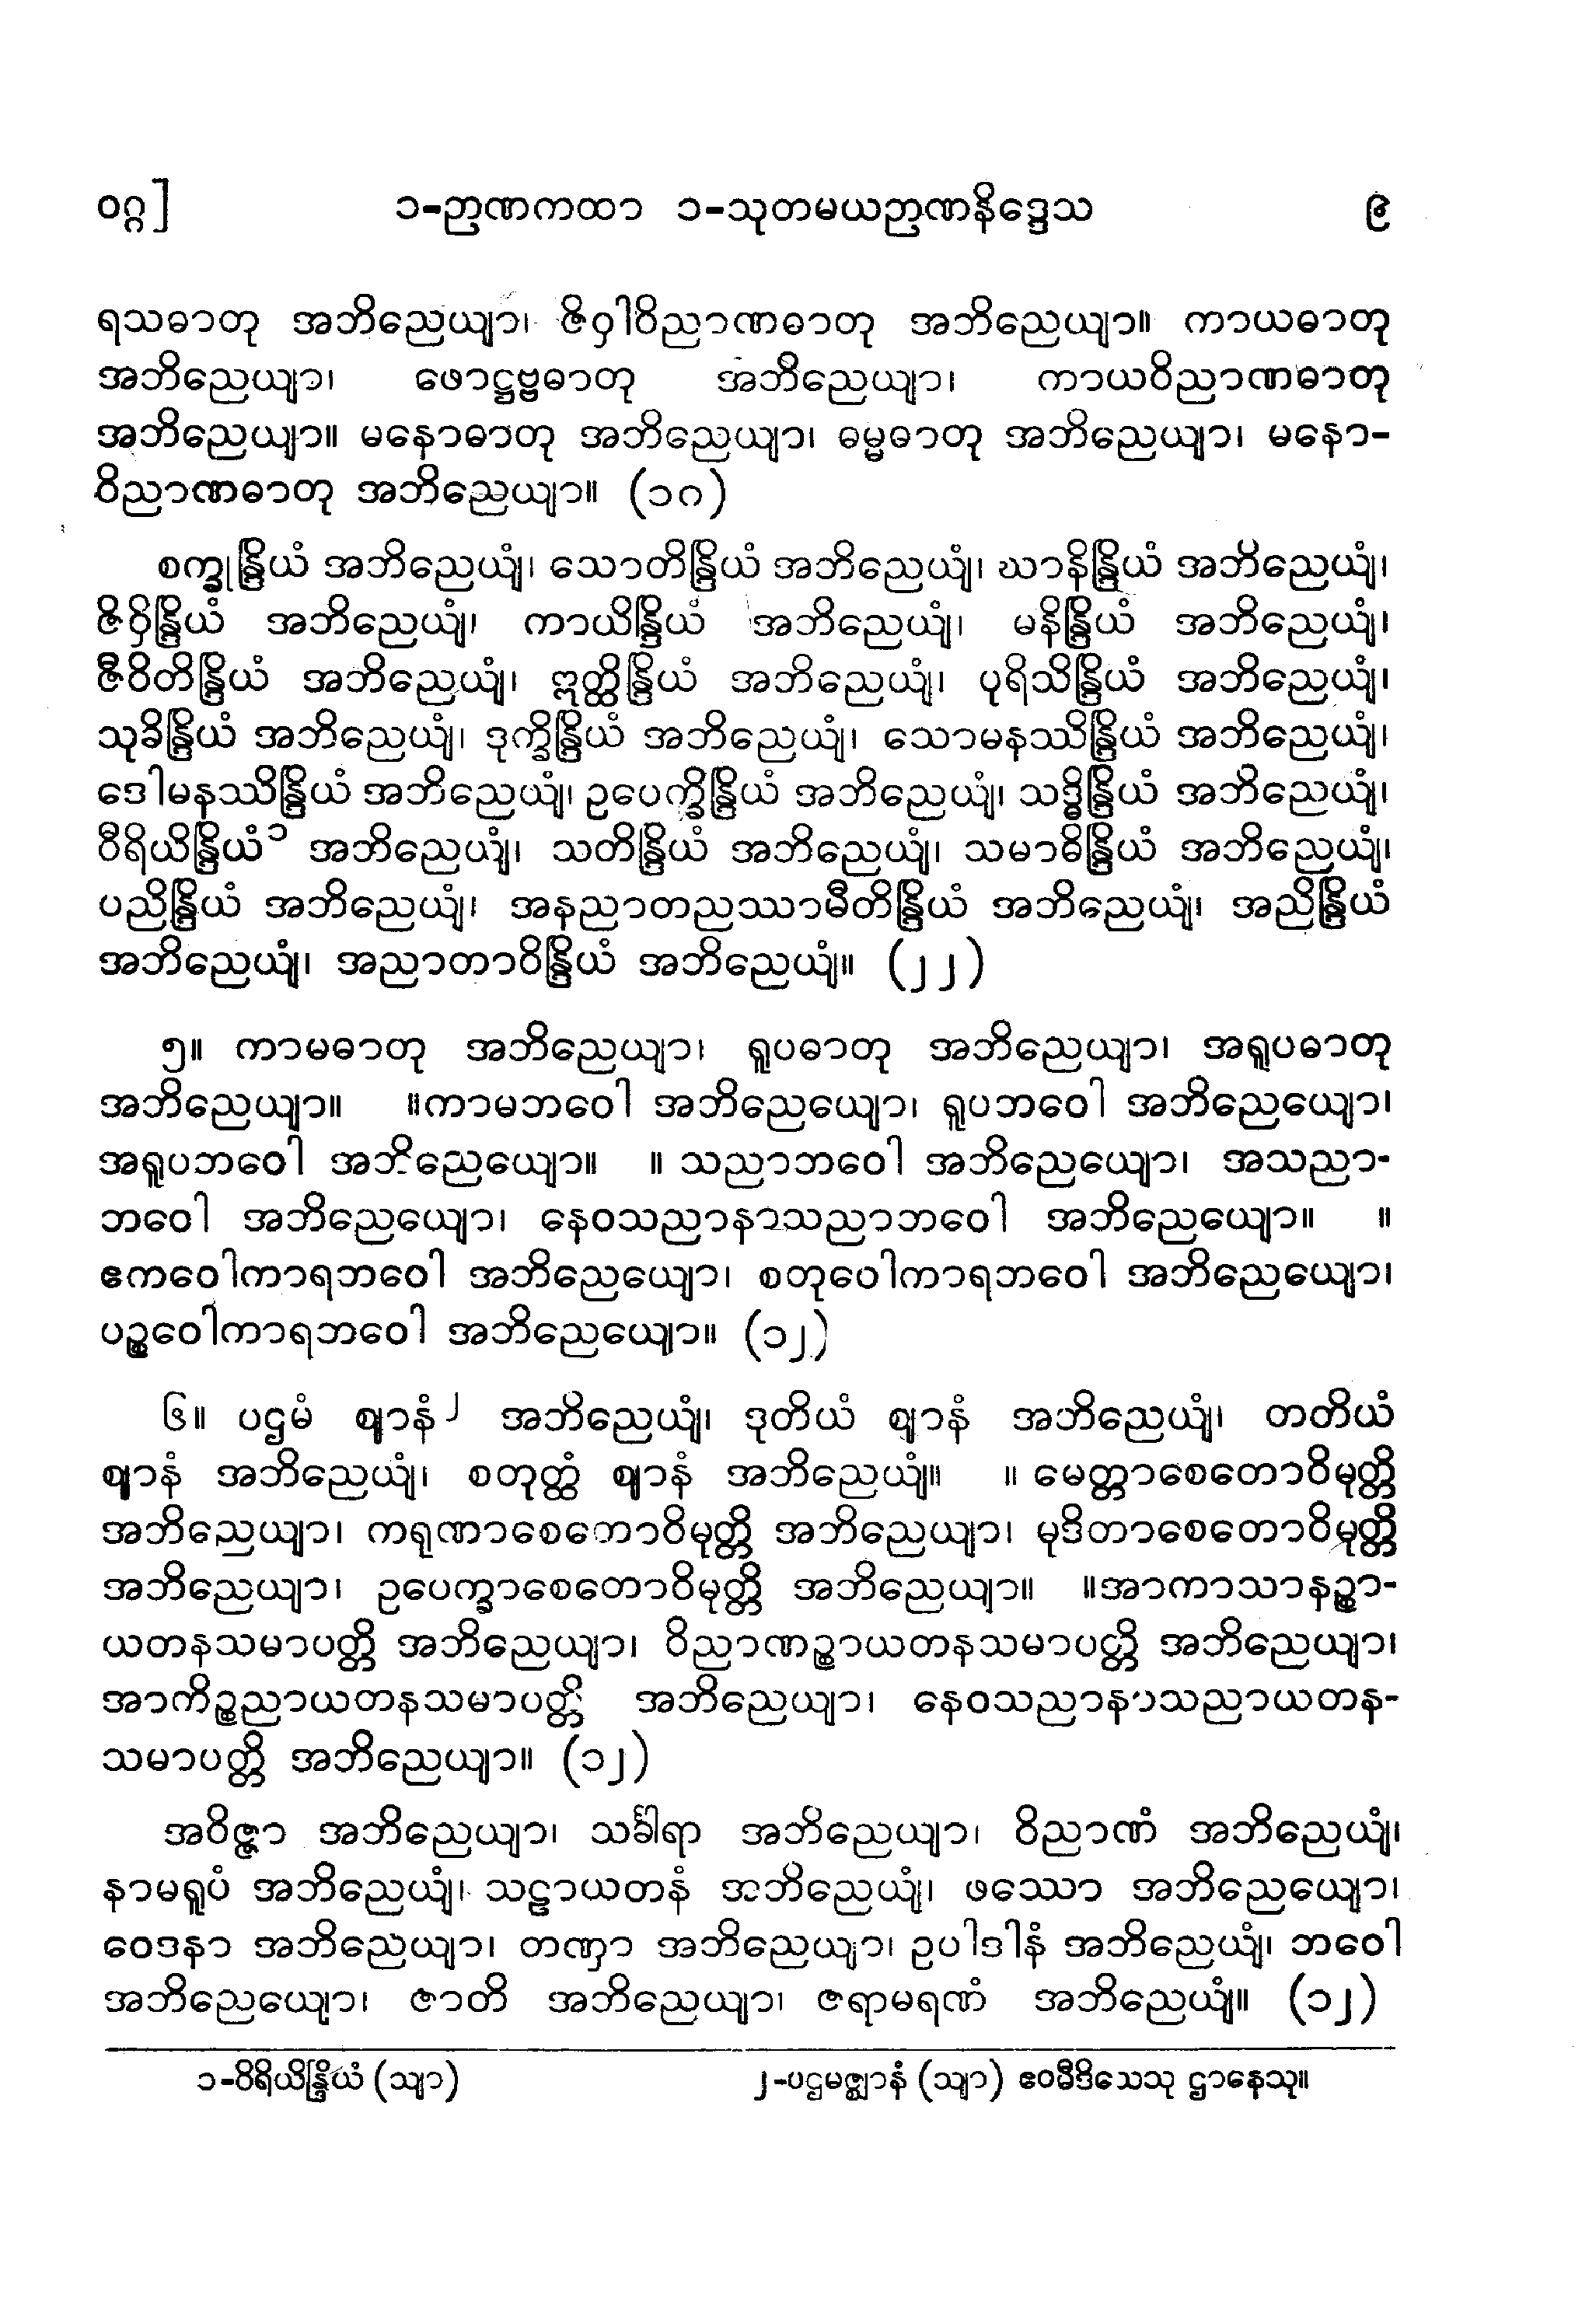 ဝဂ္ဂ]	၁-ဉာဏကထာ ၁-သုတမယဉာဏနိဒ္ဒေသ	၉
ရသဓာတု အဘိညေယျာ၊ ဇိဝှါဝိညာဏဓာတု အဘိညေယျာ။ ကာယဓာတု
အဘိညေယျာ၊ ဖောဋ္ဌဗ္ဗဓာတု အဘိညေယျာ၊ ကာယဝိညာဏဓာတု
အဘိညေယျာ။ မနောဓာတု အဘိညေယျာ၊ ဓမ္မဓာတု အဘိညေယျာ၊ မနော-
ဝိညာဏဓာတု အဘိညေယျာ။ (၁၈)
စက္ခုန္ဒြိယံ အဘိညေယျံ၊ သောတိန္ဒြိယံ အဘိညေယျံ၊ ဃာနိန္ဒြိယံ အဘိညေယျံ၊
ဇိဝှိန္ဒြိယံ အဘိညေယျံ၊ ကာယိန္ဒြိယံ အဘိညေယျံ၊ မနိန္ဒြိယံ အဘိညေယျံ၊
ဇီဝိတိန္ဒြိယံ အဘိညေယျံ၊ ဣတ္ထိန္ဒြိယံ အဘိညေယျံ၊ ပုရိသိန္ဒြိယံ အဘိညေယျံ၊
သုခိန္ဒြိယံ အဘိညေယျံ၊ ဒုက္ခိန္ဒြိယံ အဘိညေယျံ၊ သောမနဿိန္ဒြိယံ အဘိညေယျံ၊
ဒေါမနဿိန္ဒြိယံ အဘိညေယျံ၊ ဥပေက္ခိန္ဒြိယံ အဘိညေယျံ၊ သဒ္ဓိန္ဒြိယံ အဘိညေယျံ၊
ဝီရိယိန္ဒြိယံ၁ အဘိညေယျံ၊ သတိန္ဒြိယံ အဘိညေယျံ၊ သမာဓိန္ဒြိယံ အဘိညေယျံ၊
ပညိန္ဒြိယံ အဘိညေယျံ၊ အနညာတညဿာမီတိန္ဒြိယံ အဘိညေယျံ၊ အညိန္ဒြိယံ
အဘိညေယျံ၊ အညာတာဝိန္ဒြိယံ အဘိညေယျံ။ (၂၂)
၅။ ကာမဓာတု အဘိညေယျာ၊ ရူပဓာတု အဘိညေယျာ၊ အရူပဓာတု
အဘိညေယျာ။ ။ကာမဘဝေါ အဘိညေယျော၊ ရူပဘဝေါ အဘိညေယျော၊
အရူပဘဝေါ အဘိညေယျော။ ။ သညာဘဝေါ အဘိညေယျော၊ အသညာ-
ဘဝေါ အဘိညေယျော၊ နေဝသညာနာသညာဘဝေါ အဘိညေယျော။ ။
ဧကဝေါကာရဘဝေါ အဘိညေယျော၊ စတုဝေါကာရဘဝေါ အဘိညေယျော၊
ပဉ္စဝေါကာရဘဝေါ အဘိညေယျော။ (၁၂)
၆။ ပဌမံ ဈာနံ၂ အဘိညေယျံ၊ ဒုတိယံ ဈာနံ အဘိညေယျံ၊ တတိယံ
ဈာနံ အဘိညေယျံ၊ စတုတ္ထံ ဈာနံ အဘိညေယျံ။ ။ မေတ္တာစေတောဝိမုတ္တိ
အဘိညေယျာ၊ ကရုဏာစေတောဝိမုတ္တိ အဘိညေယျာ၊ မုဒိတာစေတောဝိမုတ္တိ
အဘိညေယျာ၊ ဥပေက္ခာစေတောဝိမုတ္တိ အဘိညေယျာ။ ။အာကာသာနဉ္စာ-
ယတနသမာပတ္တိ အဘိညေယျာ၊ ဝိညာဏဉ္စာယတနသမာပတ္တိ အဘိညေယျာ၊
အာကိဉ္စညာယတနသမာပတ္တိ အဘိညေယျာ၊ နေဝသညာနာသညာယတန-
သမာပတ္တိ အဘိညေယျာ။ (၁၂)
အဝိဇ္ဇာ အဘိညေယျာ၊ သင်္ခါရာ အဘိညေယျာ၊ ဝိညာဏံ အဘိညေယျံ၊
နာမရူပံ အဘိညေယျံ၊ သဠာယတနံ အဘိညေယျံ၊ ဖဿော အဘိညေယျော၊
ဝေဒနာ အဘိညေယျာ၊ တဏှာ အဘိညေယျာ၊ ဥပါဒါနံ အဘိညေယျံ၊ ဘဝေါ
အဘိညေယျော၊ ဇာတိ အဘိညေယျာ၊ ဇရာမရဏံ အဘိညေယျံ။ (၁၂)
၁-ဝိရိယိန္ဒြိယံ (သျာ)	၂-ပဌမဇ္ဈာနံ (သျာ) ဧဝမီဒိသေသု ဌာနေသု။